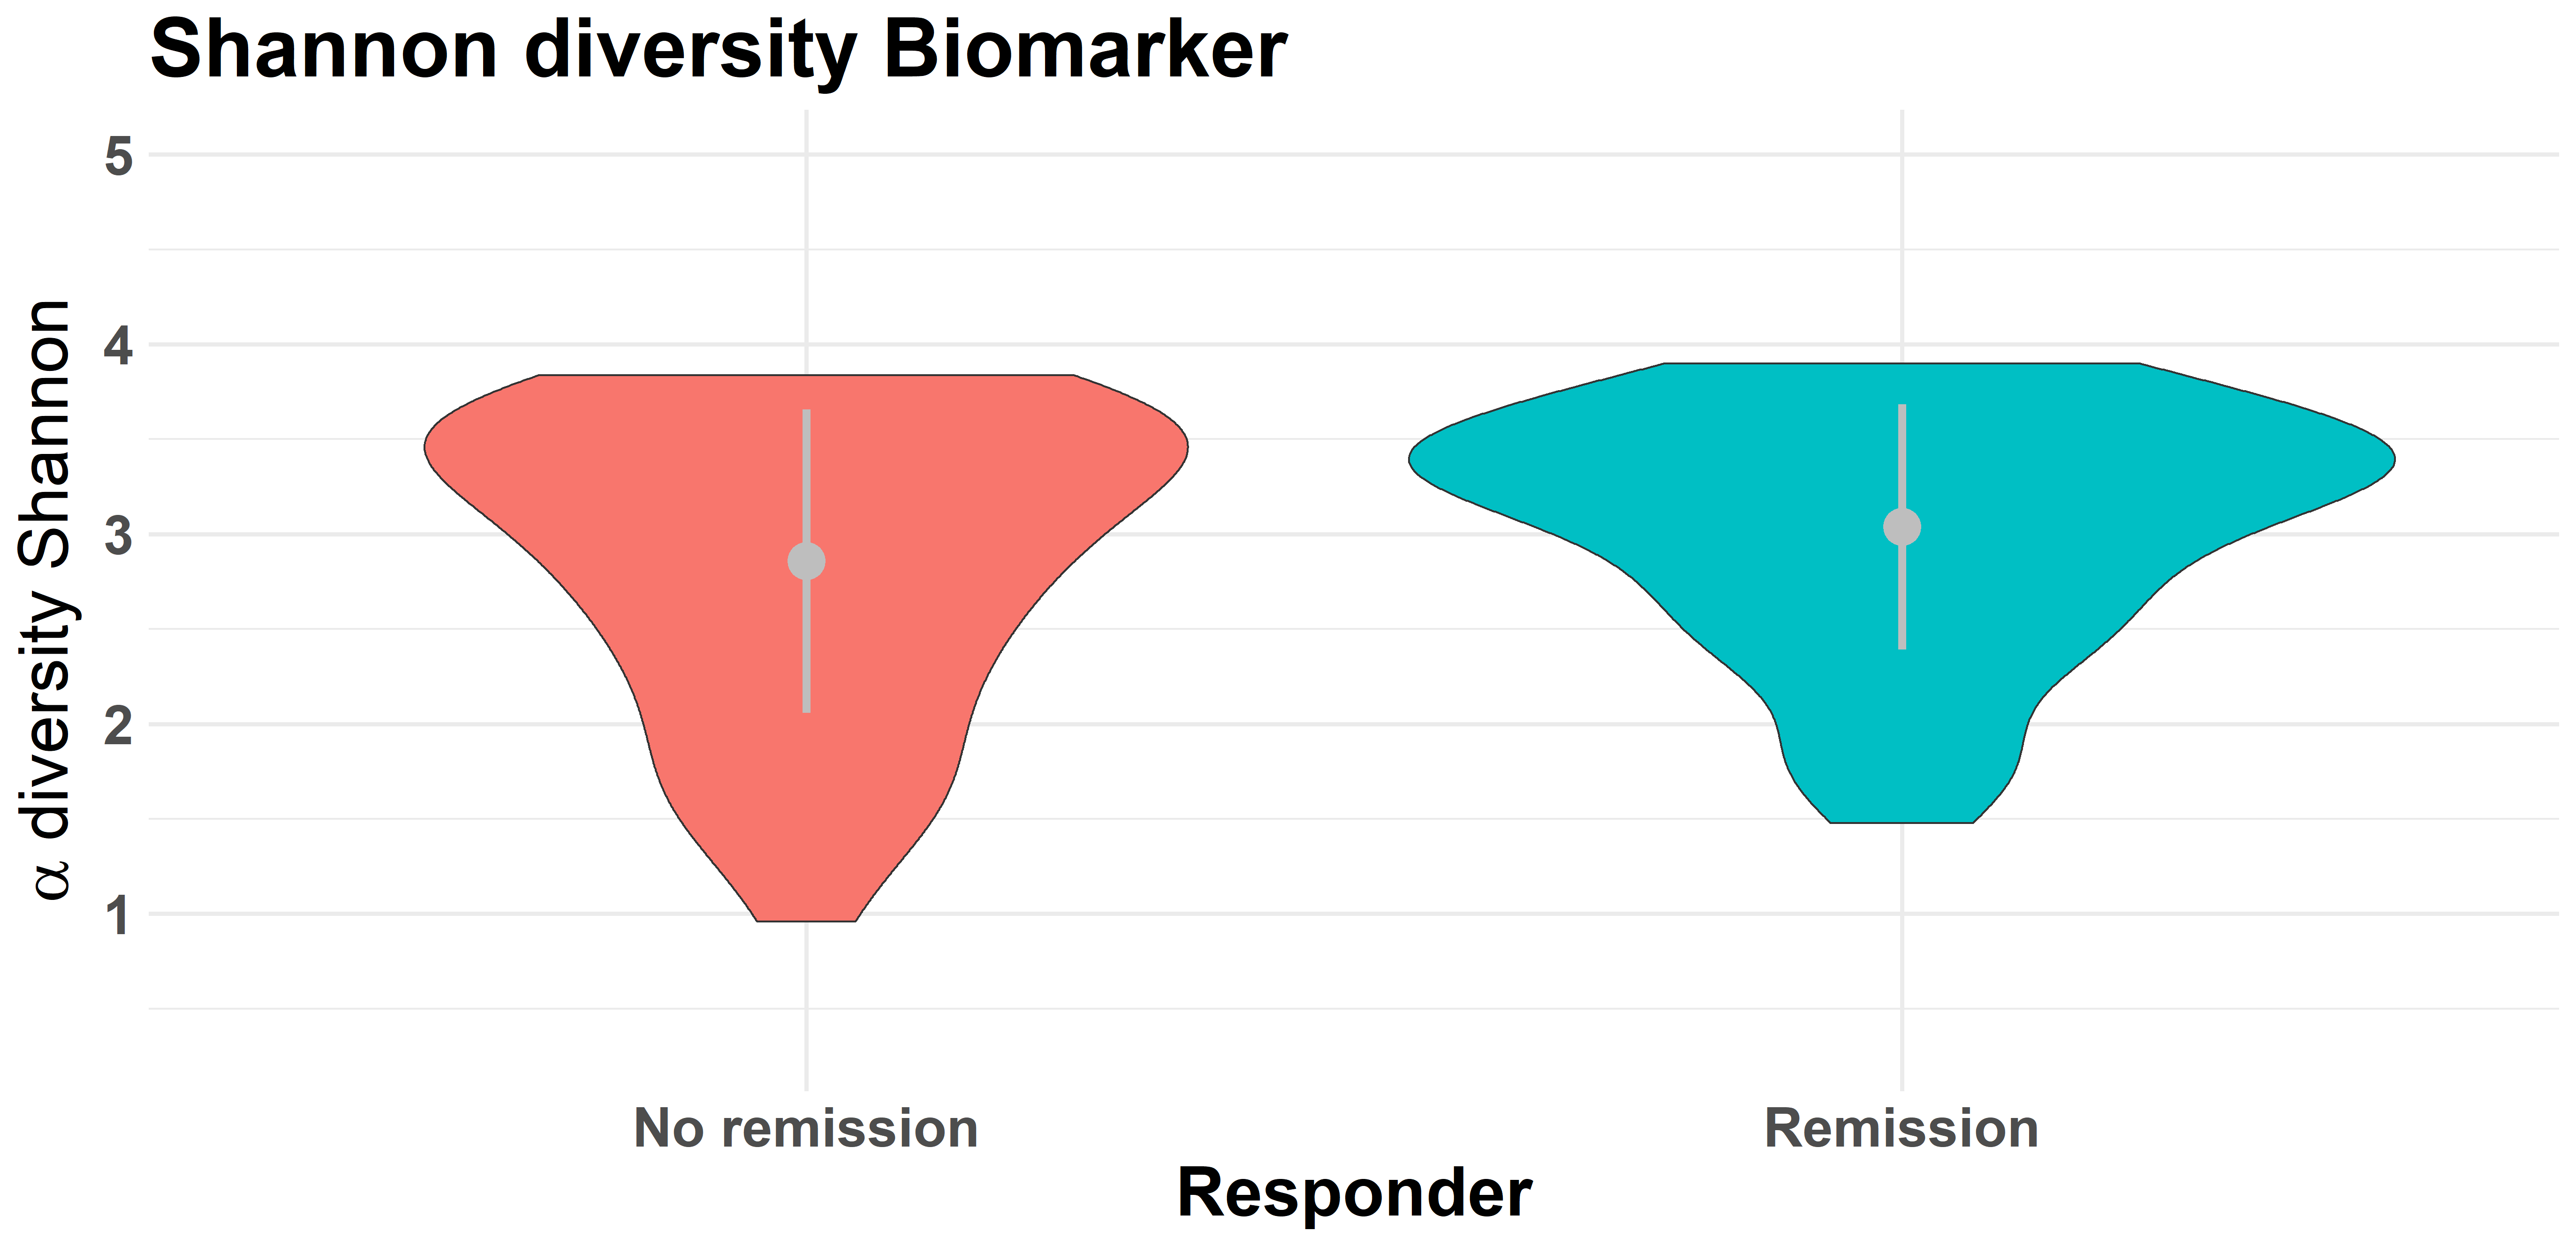 Shannon diversity Biomarker
α diversity Shannon
5
4
3
2
1
No remission
Remission
Responder